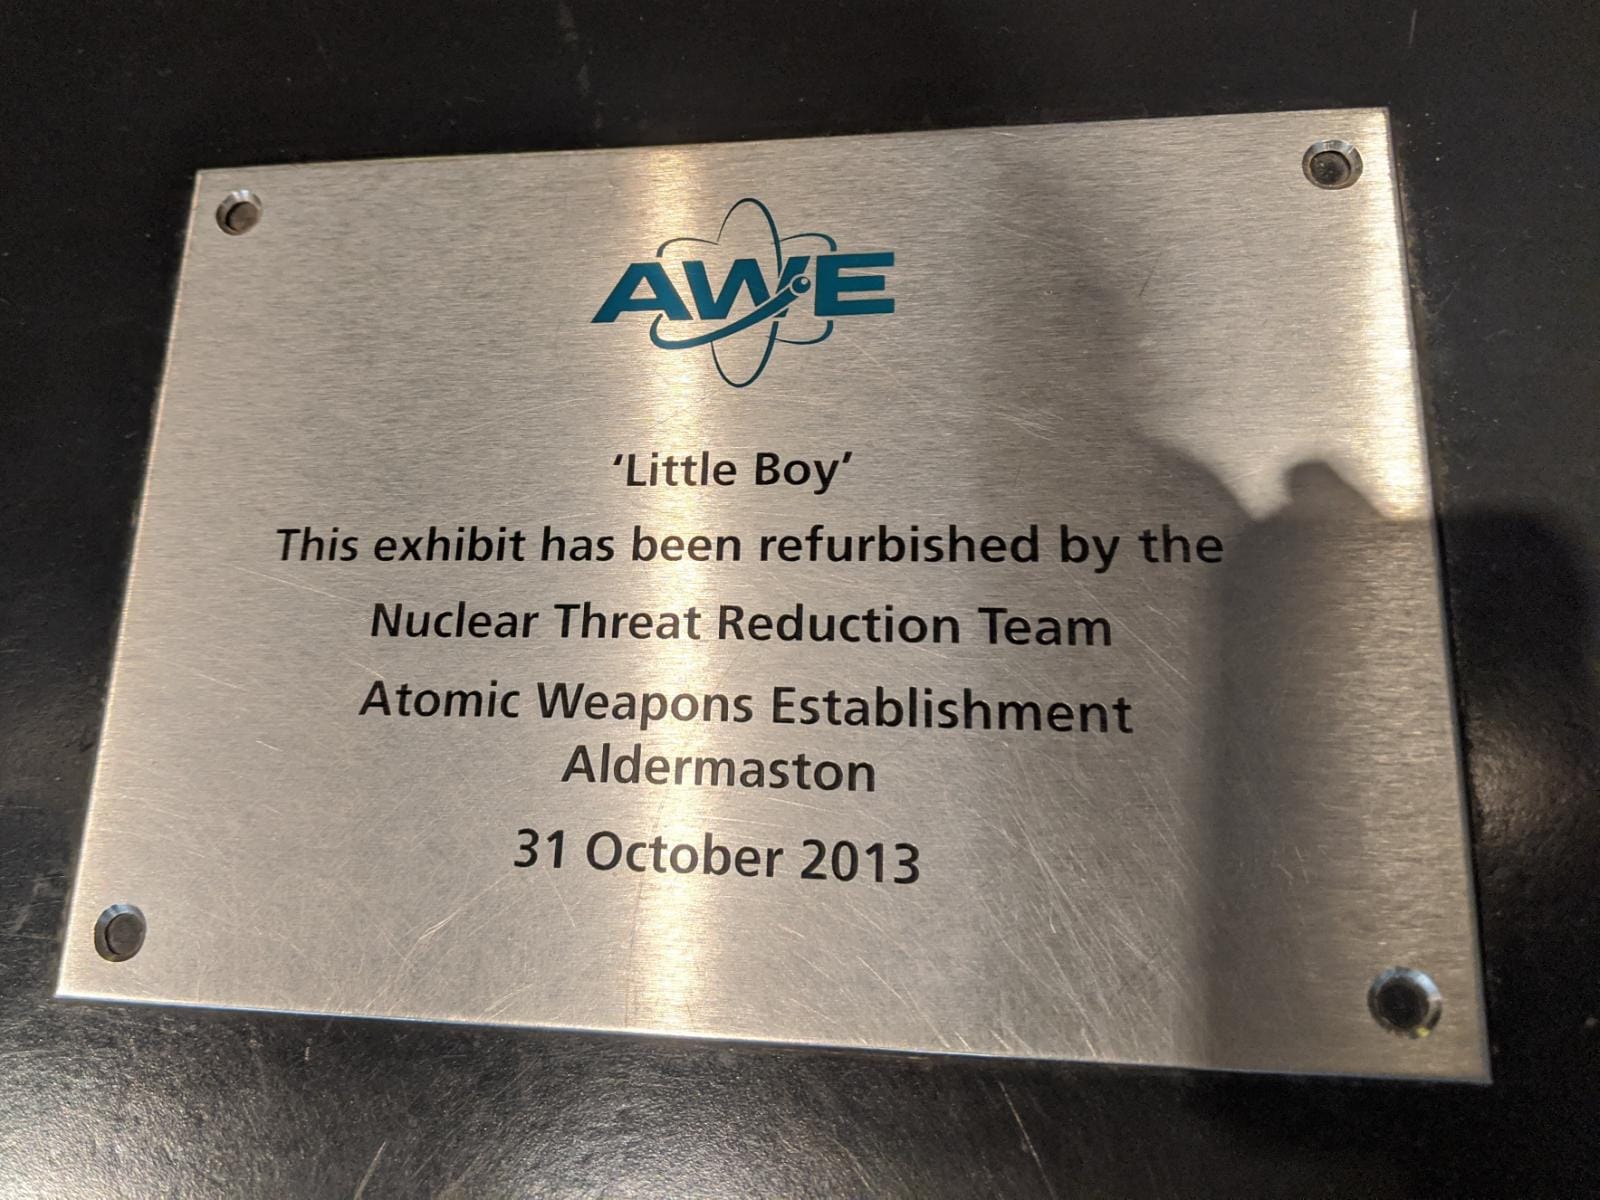 AWE
‘Little Boy’
This exhibit has been refurbished by the
Nuclear Threat Reduction Team
Atomic Weapons Establishment
Aldermaston
31 October 2013